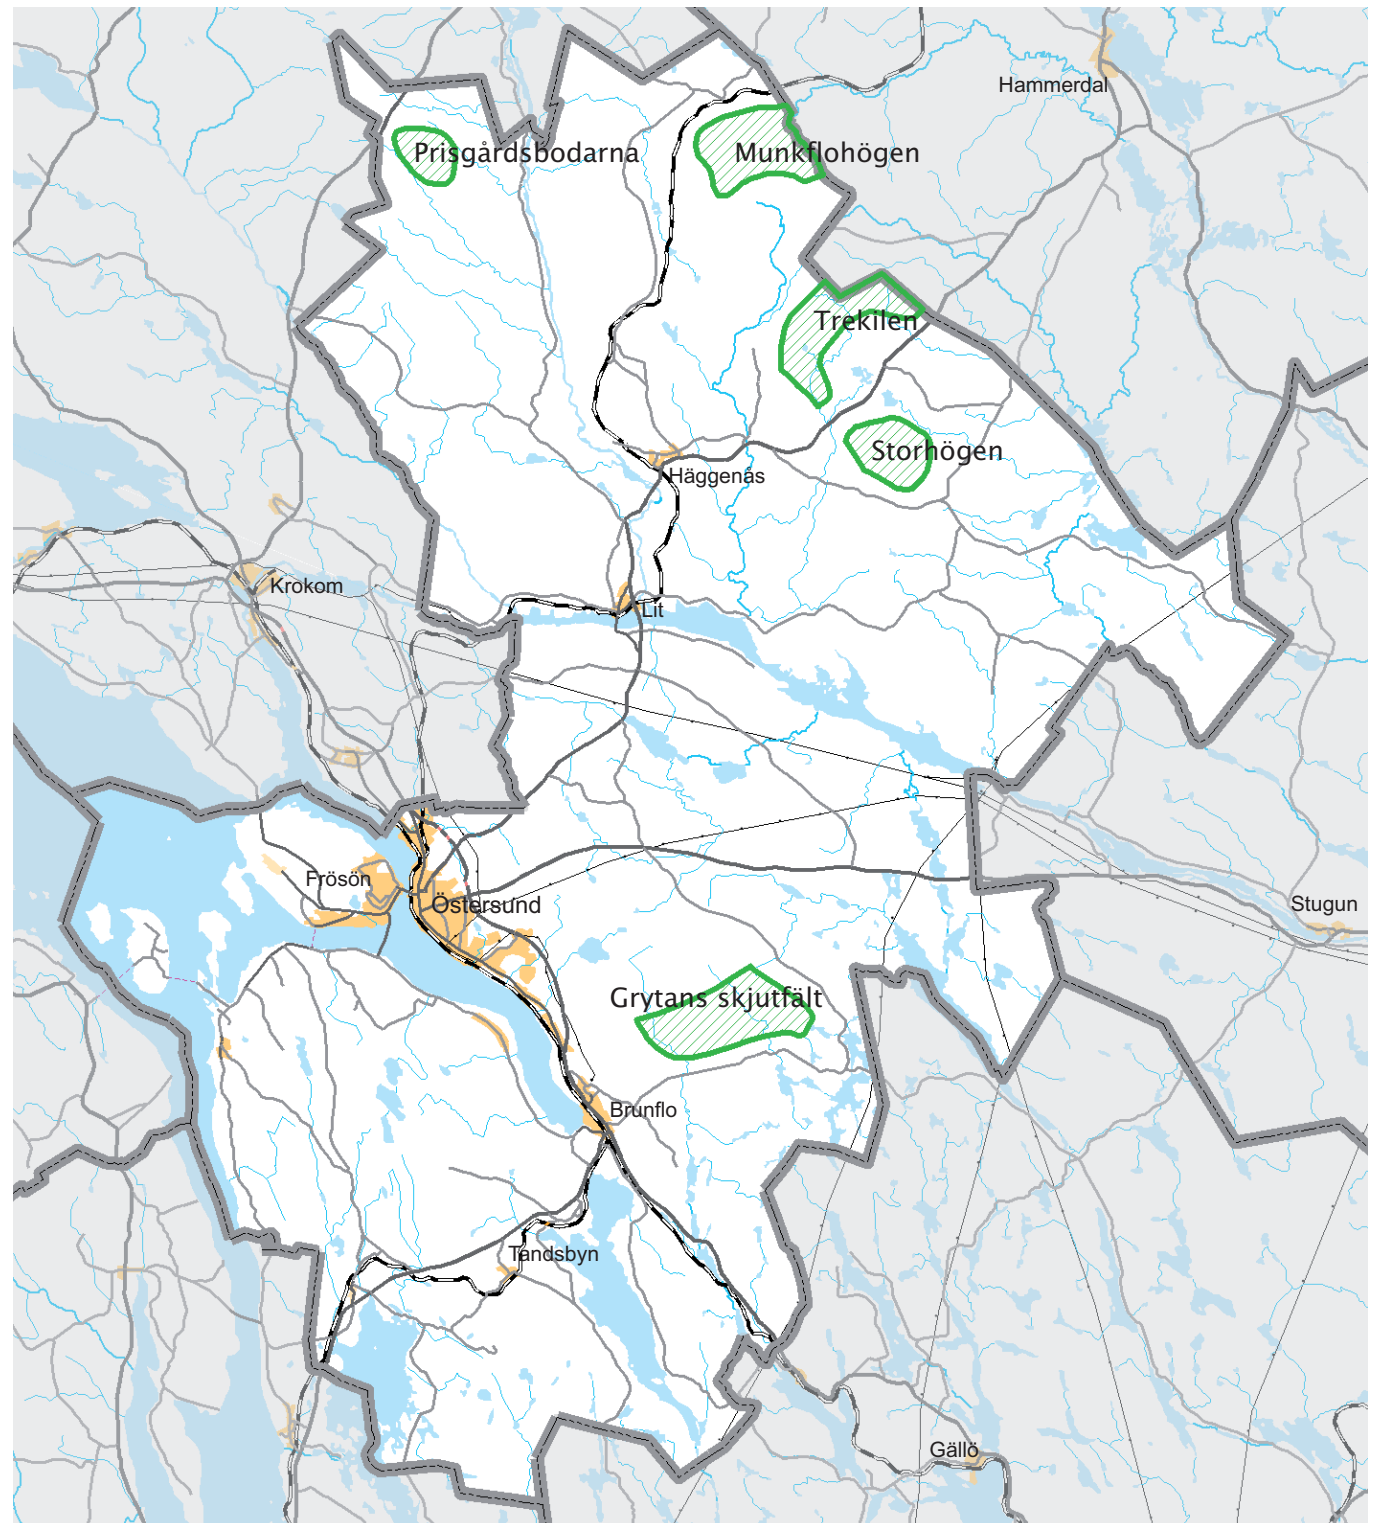 Hammerdal
Prisgårdsbodarna
Munkflohögen
Trekilen
Storhögen
Häggenås
Krokom
Lit
Frösön
Östersund
Stugun
Grytans skjutfält
Brunflo
Tandsbyn
Gällö